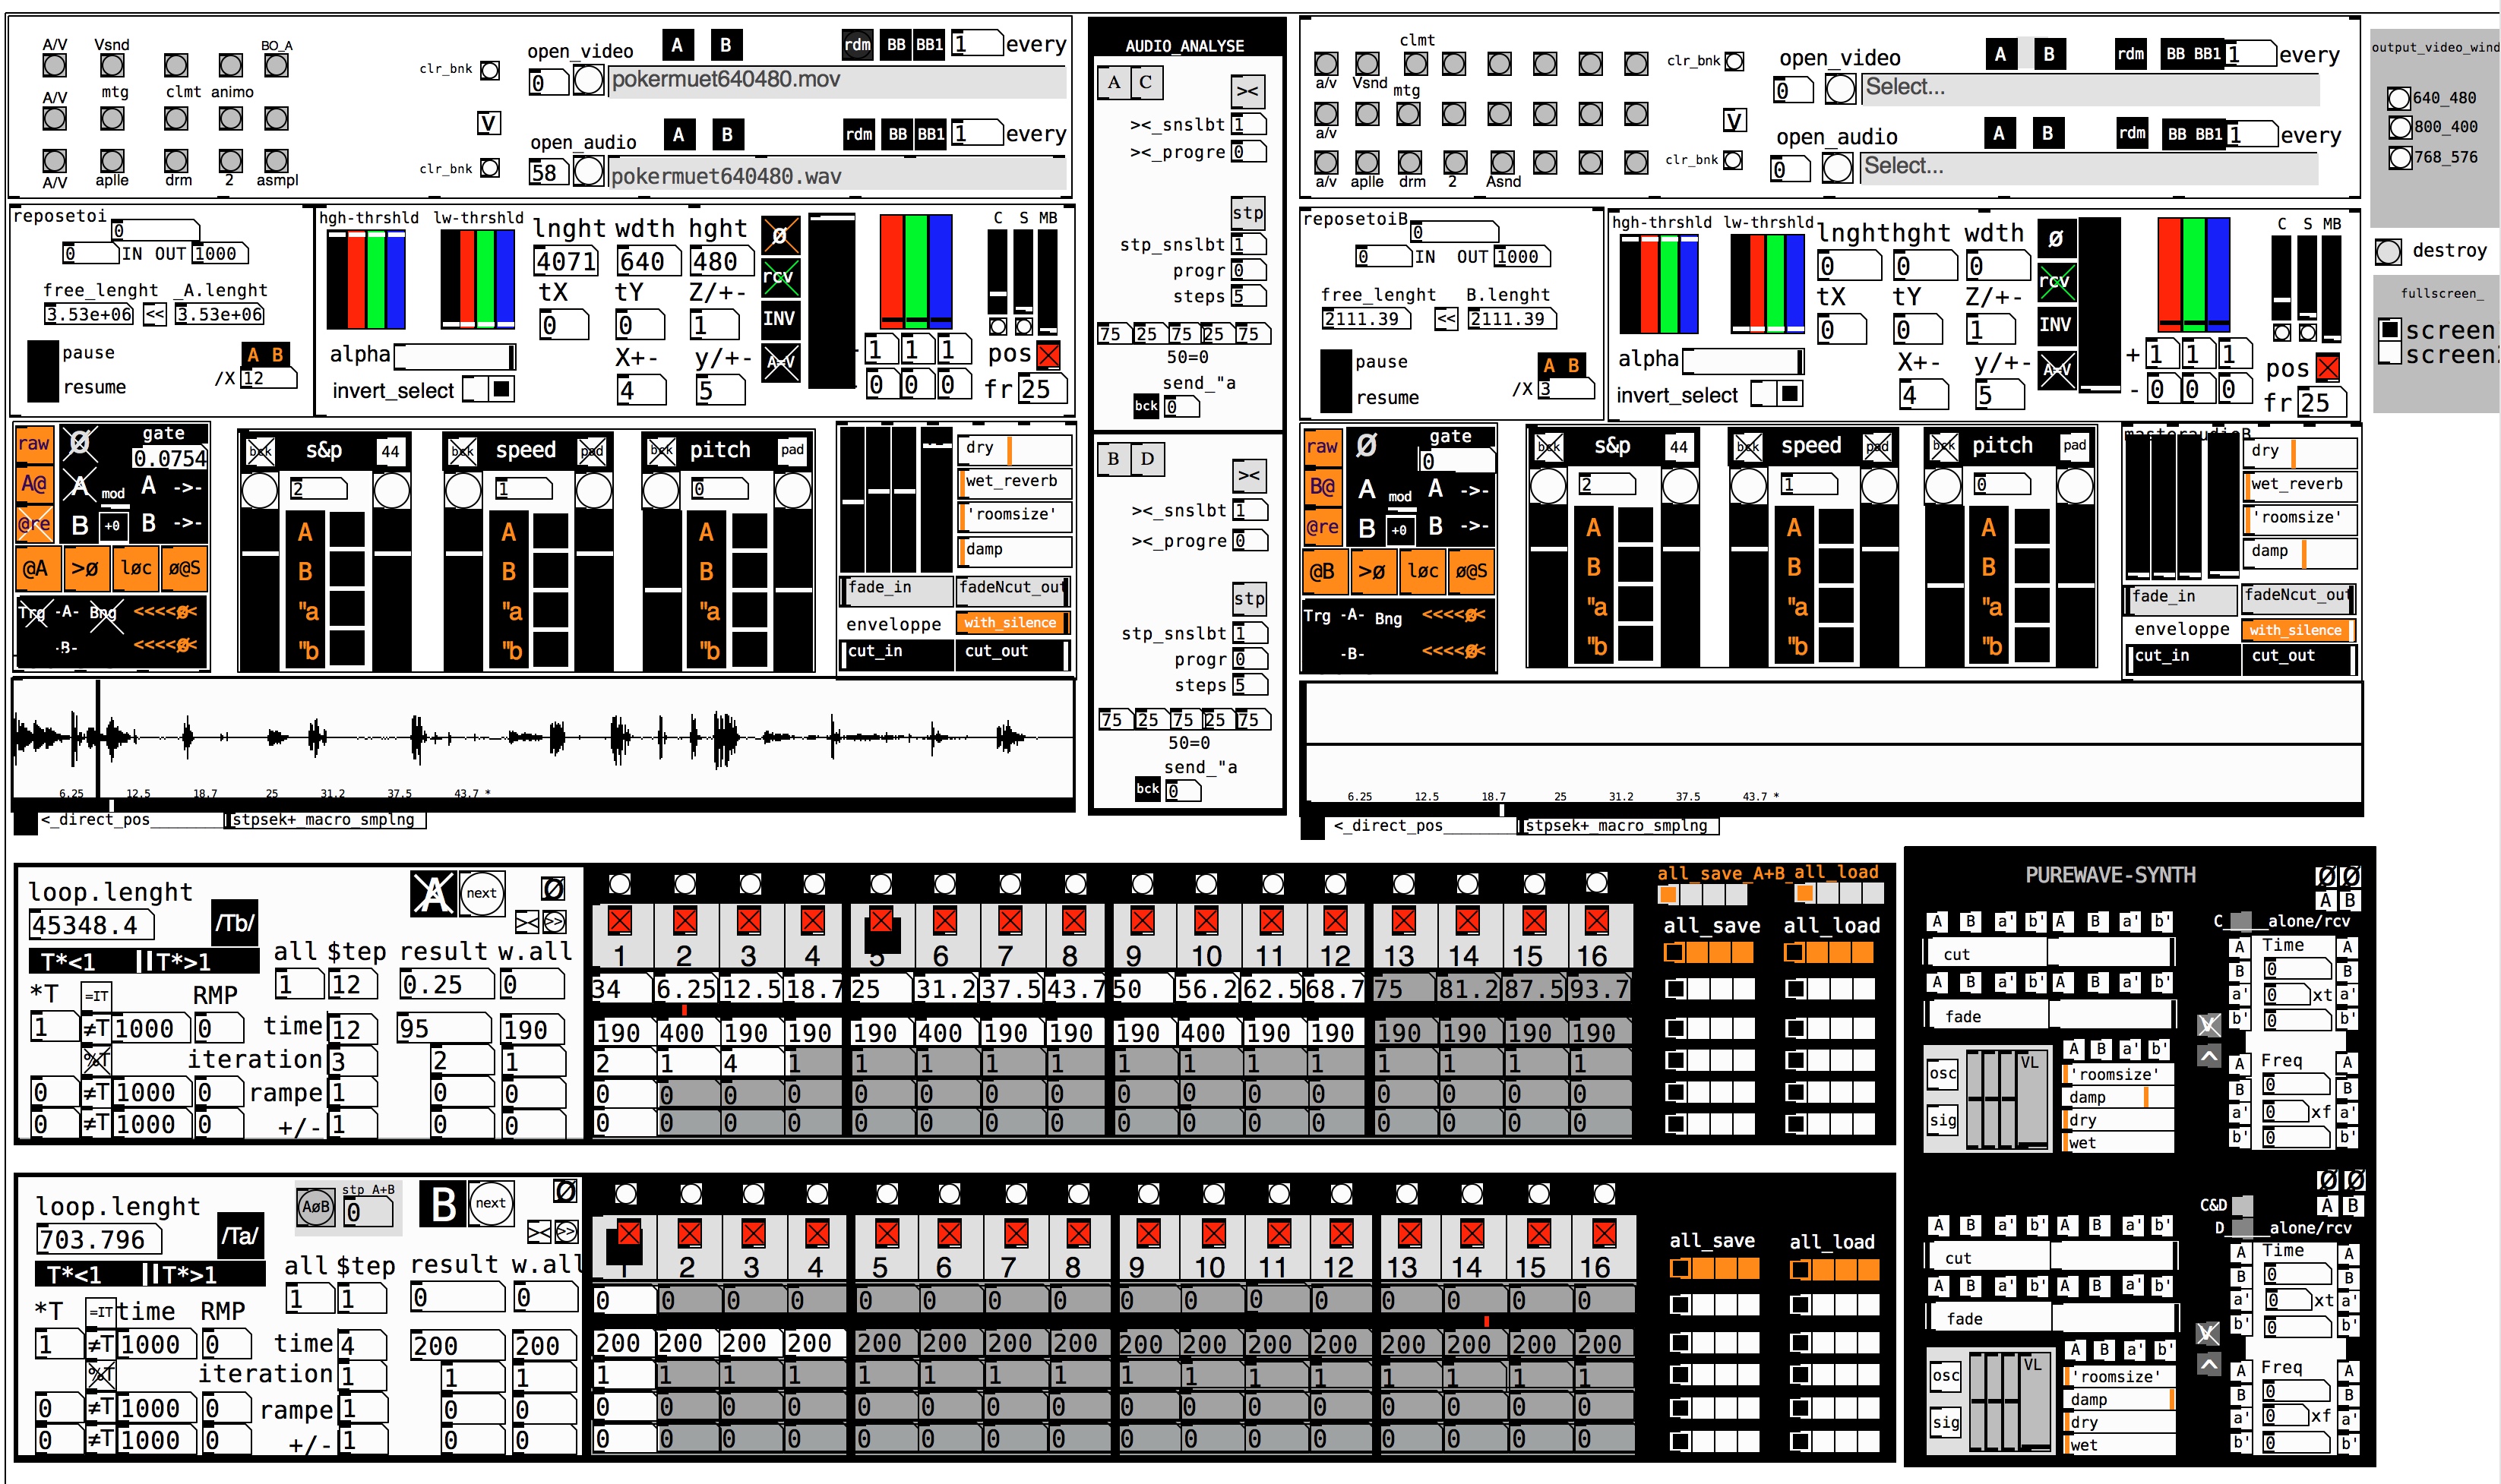 A/V Vsnd BO_A
A/V mtg clmt animo
A/V aplle drm 2 asmpl
clr_bnk
V
clr_bnk
open_video A B rdm BB BB1 1 every
0 pokermuet640480.mov
open_audio A B rdm BB BB1 1 every
58 pokermuet640480.wav
reposetoi
0
0 IN OUT 1000
free_lenght _A.lenght
3.53e+06 << 3.53e+06
pause
resume
A B
/X 12
hgh-thrshld lw-thrshld
alpha
invert_select
lnght wdth hght
4071 640 480
tX tY Z/+-
0 0 1
X+- y/+-
4 5
Ø
rcv
INV
A=V
1 1 1
0 0 0
C S MB
pos
fr 25
raw
A@
@re
Ø gate
0.0754
A mod A ->-
B +0 B ->-
@A >ø løc ø@S
Trg -A- Bng <<<<ø<
-B- <<<<ø<
bck s&p 44
2
A
B
"a
"b
bck speed pad
1
A
B
"a
"b
bck pitch pad
0
A
B
"a
"b
dry
wet_reverb
'roomsize'
damp
fade_in fadeNcut_out
enveloppe with_silence
cut_in cut_out
6.25 12.5 18.7 25 31.2 37.5 43.7 *
<_direct_pos________ stpsek+_macro_smplng
AUDIO_ANALYSE
A C ><
><_snslbt 1
><_progre 0
stp
stp_snslbt 1
progr 0
steps 5
75 25 75 25 75
50=0
send_"a
bck 0
B D ><
><_snslbt 1
><_progre 0
stp
stp_snslbt 1
progr 0
steps 5
75 25 75 25 75
50=0
send_"a
bck 0
clmt
a/v Vsnd mtg
a/v
a/v aplle drm 2 Asnd
clr_bnk
V
clr_bnk
open_video A B rdm BB BB1 1 every
0 Select...
open_audio A B rdm BB BB1 1 every
0 Select...
reposetoiB
0
0 IN OUT 1000
free_lenght B.lenght
2111.39 << 2111.39
pause
resume
A B
/X 3
hgh-thrshld lw-thrshld
alpha
invert_select
lnght hght wdth
0 0 0
tX tY Z/+-
0 0 1
X+- y/+-
4 5
Ø
rcv
INV
A=V
+ 1 1 1
- 0 0 0
C S MB
pos
fr 25
raw
B@
@re
Ø gate
0
A mod A ->-
B +0 B ->-
@B >ø løc ø@S
Trg -A- Bng <<<<ø<
-B- <<<<ø<
bck s&p 44
2
A
B
"a
"b
bck speed pad
1
A
B
"a
"b
bck pitch pad
0
A
B
"a
"b
masteraudioB
dry
wet_reverb
'roomsize'
damp
fade_in fadeNcut_out
enveloppe with_silence
cut_in cut_out
6.25 12.5 18.7 25 31.2 37.5 43.7 *
<_direct_pos________ stpsek+_macro_smplng
output_video_wind
640_480
800_400
768_576
destroy
fullscreen_
screen
screen
loop.lenght A next Ø
45348.4 /Tb/ >< >>
T*<1 ||T*>1
all $step result w.all
1 12 0.25 0
*T =IT RMP
1 ≠T 1000 0 time 12 95 190
%T iteration 3 2 1
0 ≠T 1000 0 rampe 1 0 0
0 ≠T 1000 0 +/- 1 0 0
1 2 3 4 5 6 7 8 9 10 11 12 13 14 15 16
34 6.25 12.5 18.7 25 31.2 37.5 43.7 50 56.2 62.5 68.7 75 81.2 87.5 93.7
190 400 190 190 190 400 190 190 190 400 190 190 190 190 190 190
2 1 4 1 1 1 1 1 1 1 1 1 1 1 1 1
0 0 0 0 0 0 0 0 0 0 0 0 0 0 0 0
0 0 0 0 0 0 0 0 0 0 0 0 0 0 0 0
all_save_A+B_all_load
all_save all_load
loop.lenght AøB stp A+B B next Ø
703.796 /Ta/ 0 >< >>
T*<1 ||T*>1
all $step result w.all
1 1 0 0
*T =IT time RMP
1 ≠T 1000 0 time 4 200 200
%T iteration 1 1 1
0 ≠T 1000 0 rampe 1 0 0
0 ≠T 1000 0 +/- 1 0 0
1 2 3 4 5 6 7 8 9 10 11 12 13 14 15 16
0 0 0 0 0 0 0 0 0 0 0 0 0 0 0 0
200 200 200 200 200 200 200 200 200 200 200 200 200 200 200 200
1 1 1 1 1 1 1 1 1 1 1 1 1 1 1 1
0 0 0 0 0 0 0 0 0 0 0 0 0 0 0 0
0 0 0 0 0 0 0 0 0 0 0 0 0 0 0 0
all_save all_load
PUREWAVE-SYNTH Ø Ø
A B
A B a' b' A B a' b' C____alone/rcv
cut
A B a' b' A B a' b'
fade
A Time A
B 0 B
a' 0 xt a'
b' 0 b'
V
^
osc VL
sig
A B a' b'
'roomsize'
damp
dry
wet
A Freq A
B 0 B
a' 0 xf a'
b' 0 b'
Ø Ø
C&D A B
A B a' b' A B a' b' D____alone/rcv
cut
A B a' b' A B a' b'
fade
A Time A
B 0 B
a' 0 xt a'
b' 0 b'
V
^
osc VL
sig
A B a' b'
'roomsize'
damp
dry
wet
A Freq A
B 0 B
a' 0 xf a'
b' 0 b'